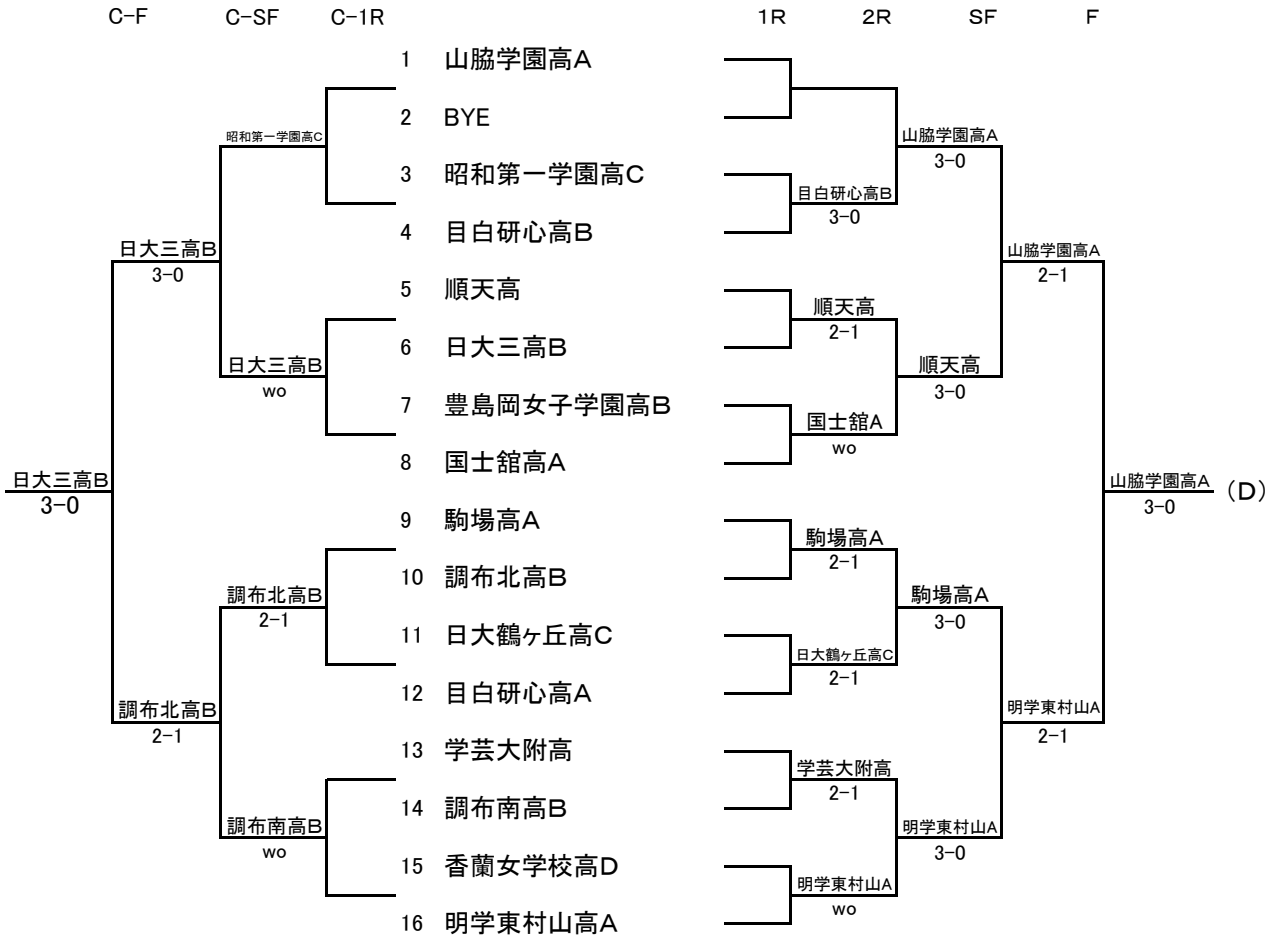 C-F C-SF C-1R 1R 2R SF F
1 山脇学園高A
2 BYE
昭和第一学園高C
山脇学園高A
3-0
3 昭和第一学園高C
目白研心高B
3-0
4 目白研心高B
日大三高B
3-0
山脇学園高A
2-1
5 順天高
順天高
2-1
6 日大三高B
日大三高B
wo
順天高
3-0
7 豊島岡女子学園高B
国士舘A
wo
8 国士舘高A
日大三高B
3-0
山脇学園高A
3-0
(D)
9 駒場高A
駒場高A
2-1
10 調布北高B
調布北高B
2-1
駒場高A
3-0
11 日大鶴ヶ丘高C
日大鶴ヶ丘高C
2-1
12 目白研心高A
調布北高B
2-1
明学東村山A
2-1
13 学芸大附高
学芸大附高
2-1
14 調布南高B
調布南高B
wo
明学東村山A
3-0
15 香蘭女学校高D
明学東村山A
wo
16 明学東村山高A